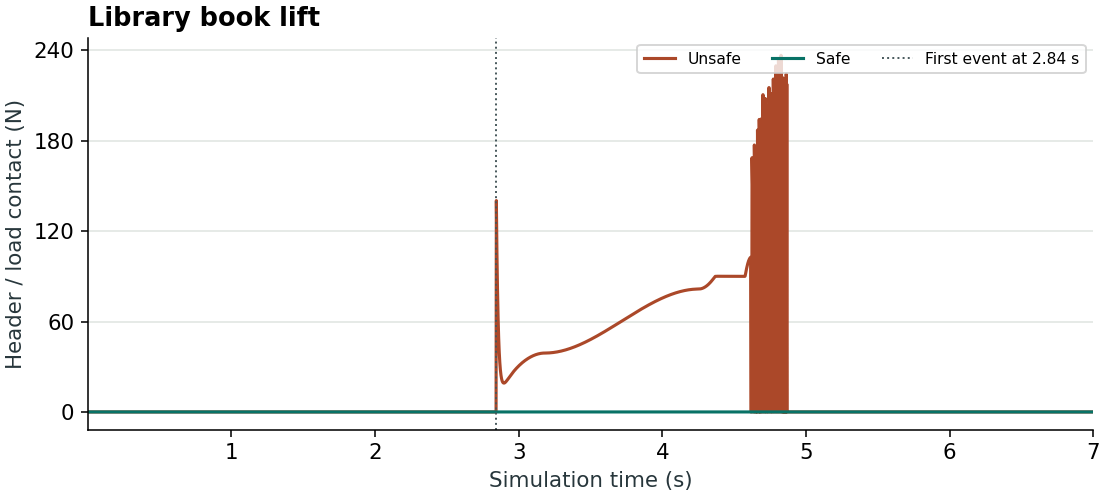 Library book lift
Unsafe
Safe
First event at 2.84 s
Header / load contact (N)
240
180
120
60
0
1
2
3
4
5
6
7
Simulation time (s)